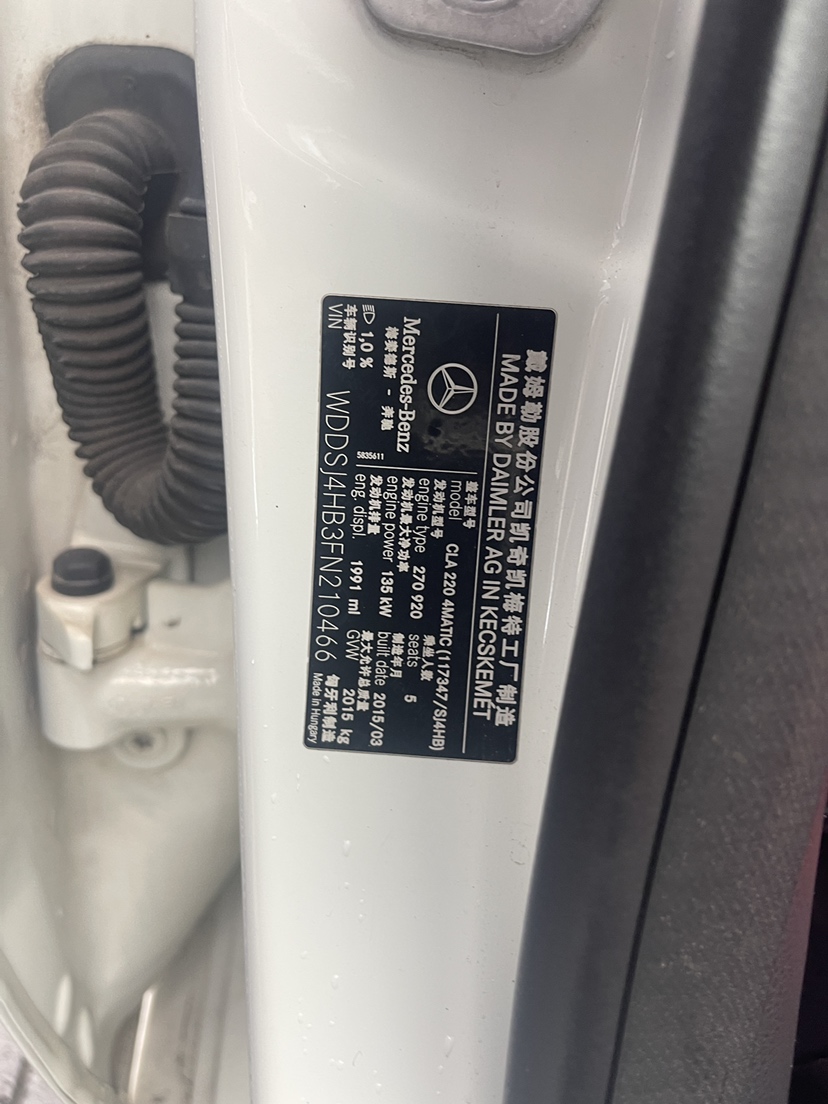 戴姆勒股份公司凯奇凯梅特工厂制造
MADE BY DAIMLER AG IN KECSKEMET
Mercedes-Benz
梅赛德斯 - 奔驰
1,0 %
5835611
整车型号
model CLA 220 4MATIC (117347/SJ4HB)
发动机型号 乘坐人数
engine type 270 920 seats 5
发动机最大净功率 制造年月
engine power 135 kW built date 2015/03
发动机排量 最大允许总质量
eng. displ. 1991 ml GVW 2015 kg
车辆识别号
VIN WDDSJ4HB3FN210466
匈牙利制造
Made in Hungary